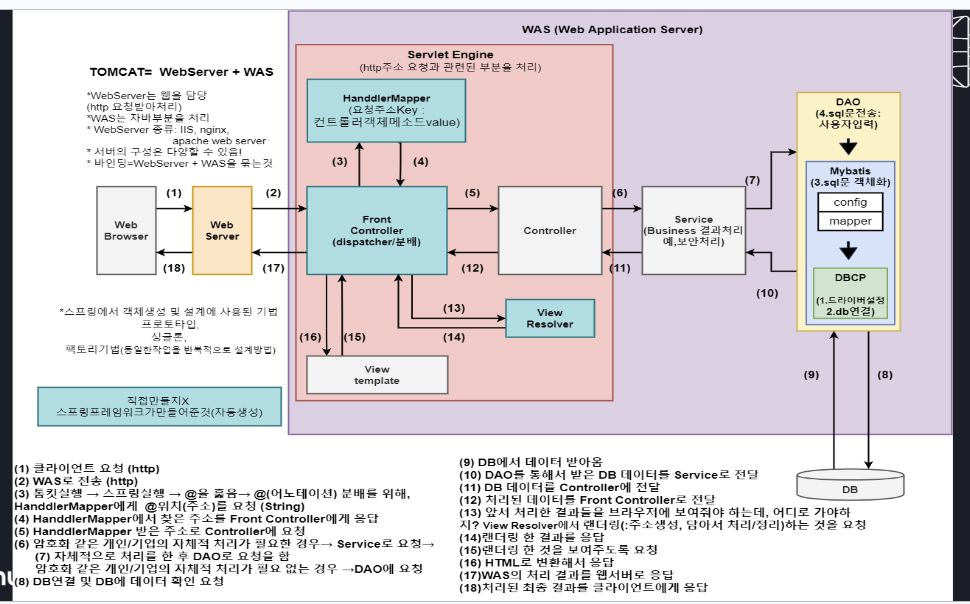 WAS (Web Application Server)
TOMCAT= WebServer + WAS
*WebServer는 웹을 담당
(http 요청받아처리)
*WAS는 자바부분을 처리
* WebServer 종류: IIS, nginx,
apache web server
* 서버의 구성은 다양할 수 있음!
* 바인딩=WebServer + WAS을 묶는것
Servlet Engine
(http주소 요청과 관련된 부분을 처리)
HanddlerMapper
(요청주소Key :
컨트롤러객체메소드value)
(3)
(4)
(1)
(2)
(5)
(6)
(7)
Web
Browser
Web
Server
Front
Controller
(dispatcher/분배)
Controller
Service
(Business 결과처리
예,보안처리)
(18)
(17)
(12)
(11)
(10)
DAO
(4.sql문전송:
사용자입력)
Mybatis
(3.sql문 객체화)
config
mapper
DBCP
(1.드라이버설정
2.db연결)
(13)
(14)
View
Resolver
(16)
(15)
View
template
(9)
(8)
DB
*스프링에서 객체생성 및 설계에 사용된 기법
프로토타입,
싱글톤,
팩토리기법(동일한작업을 반복적으로 설계방법)
직접만들지X
스프링프레임워크가만들어준것(자동생성)
(1) 클라이언트 요청 (http)
(2) WAS로 전송 (http)
(3) 톰킷실행 → 스프링실행 → @을 훓음→ @(어노테이션) 분배를 위해,
HanddlerMapper에게 @위치(주소)를 요청 (String)
(4) HanddlerMapper에서 찾은 주소를 Front Controller에게 응답
(5) HanddlerMapper 받은 주소로 Controller에 요청
(6) 암호화 같은 개인/기업의 자체적 처리가 필요한 경우→ Service로 요청→
(7) 자체적으로 처리를 한 후 DAO로 요청을 함
암호화 같은 개인/기업의 자체적 처리가 필요 없는 경우 →DAO에 요청
(8) DB연결 및 DB에 데이터 확인 요청
(9) DB에서 데이터 받아옴
(10) DAO를 통해서 받은 DB 데이터를 Service로 전달
(11) DB 데이터를 Controller에 전달
(12) 처리된 데이터를 Front Controller로 전달
(13) 앞서 처리한 결과들을 브라우저에 보여줘야 하는데, 어디로 가야하
지? View Resolver에서 랜더링(:주소생성, 담아서 처리/정리)하는 것을 요청
(14)랜더링 한 결과를 응답
(15)랜더링 한 것을 보여주도록 요청
(16) HTML로 변환해서 응답
(17)WAS의 처리 결과를 웹서버로 응답
(18)처리된 최종 결과를 클라이언트에게 응답